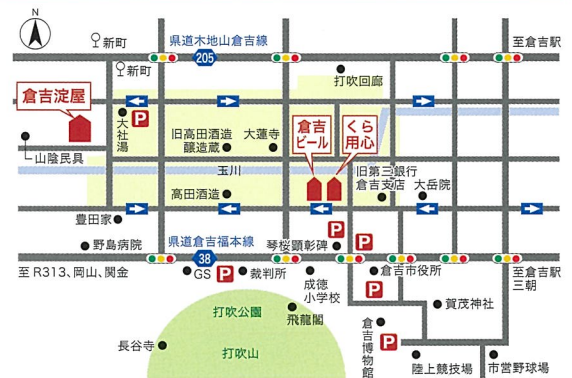 N
新町
新町
県道木地山倉吉線
205
至倉吉駅
倉吉淀屋
大社湯
P
山陰民具
旧高田酒造
醸造蔵
大蓮寺
打吹回廊
倉吉
ビール
くら
用心
玉川
高田酒造
旧第三銀行
倉吉支店
大岳院
豊田家
野島病院
県道倉吉福本線
38
琴桜顕彰碑
P
P
至 R313、岡山、関金
GS
P
裁判所
成徳
小学校
倉吉市役所
P
至倉吉駅
三朝
打吹公園
飛龍閣
賀茂神社
長谷寺
打吹山
倉吉博物館
P
陸上競技場
市営野球場